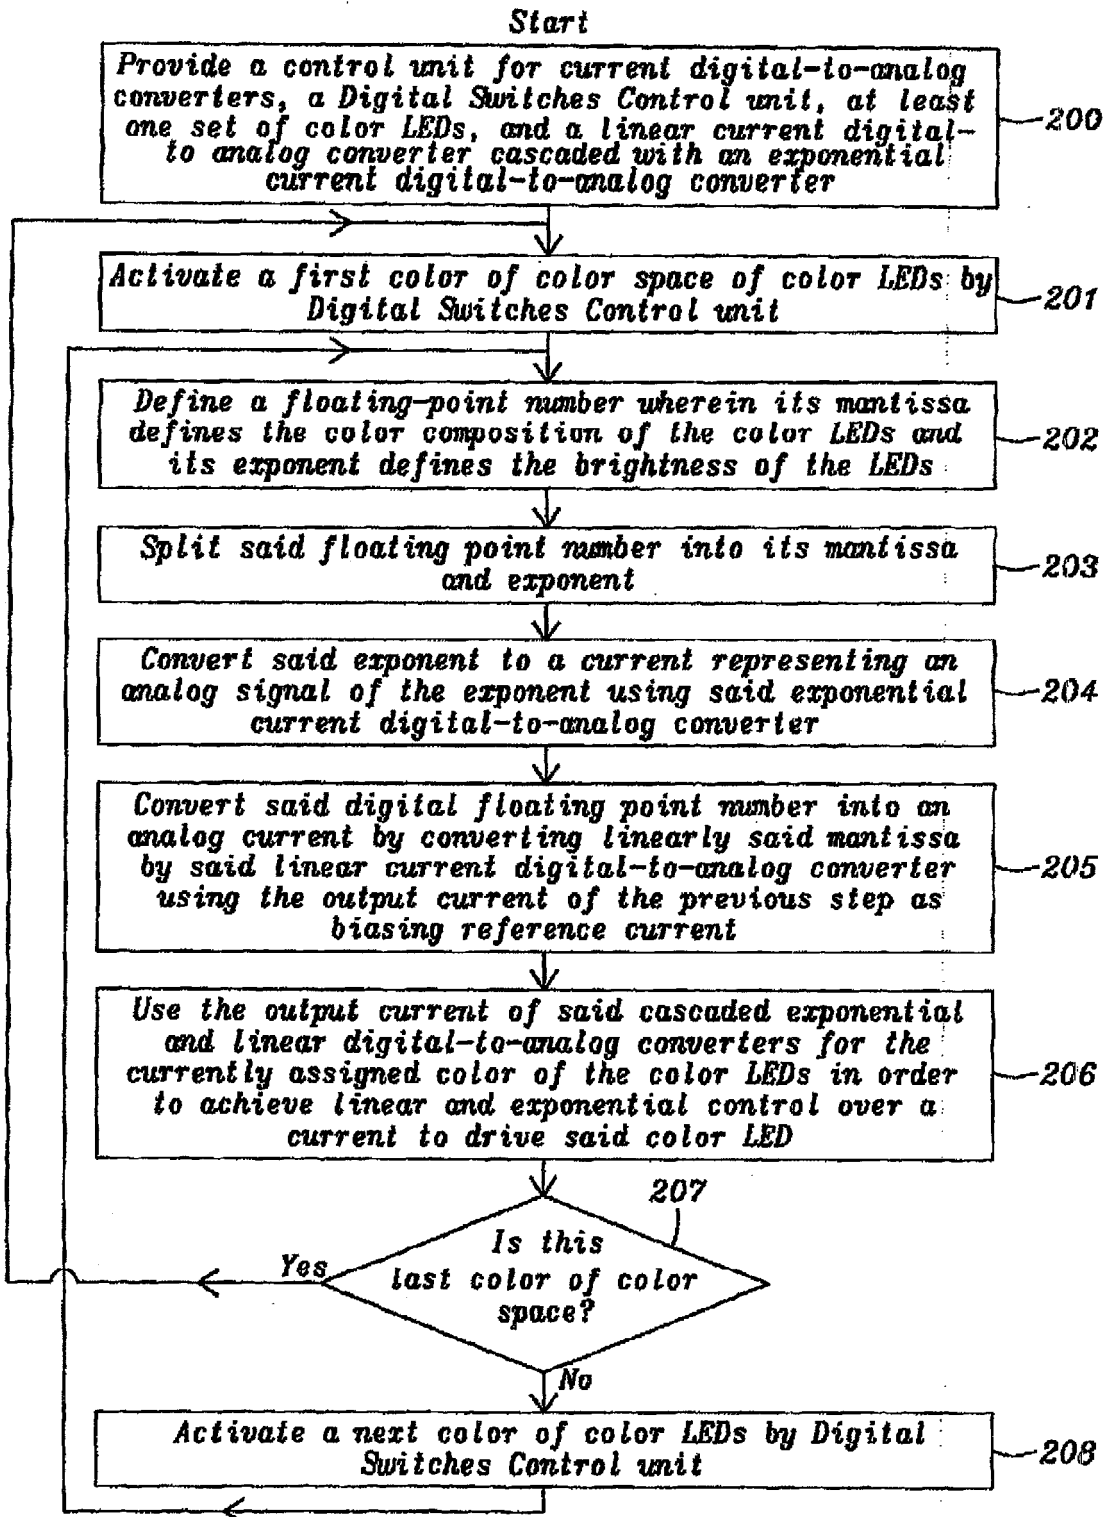 Start
Provide a control unit for current digital-to-analog
converters, a Digital Switches Control unit, at least
one set of color LEDs, and a linear current digital-
to analog converter cascaded with an exponential
current digital-to-analog converter
200
Activate a first color of color space of color LEDs by
Digital Switches Control unit
201
Define a floating-point number wherein its mantissa
defines the color composition of the color LEDs and
its exponent defines the brightness of the LEDs
202
Split said floating point number into its mantissa
and exponent
203
Convert said exponent to a current representing an
analog signal of the exponent using said exponential
current digital-to-analog converter
204
Convert said digital floating point number into an
analog current by converting linearly said mantissa
by said linear current digital-to-analog converter
using the output current of the previous step as
biasing reference current
205
Use the output current of said cascaded exponential
and linear digital-to-analog converters for the
currently assigned color of the color LEDs in order
to achieve linear and exponential control over a
current to drive said color LED
206
207
Is this
last color of color
space?
Yes
No
Activate a next color of color LEDs by Digital
Switches Control unit
208